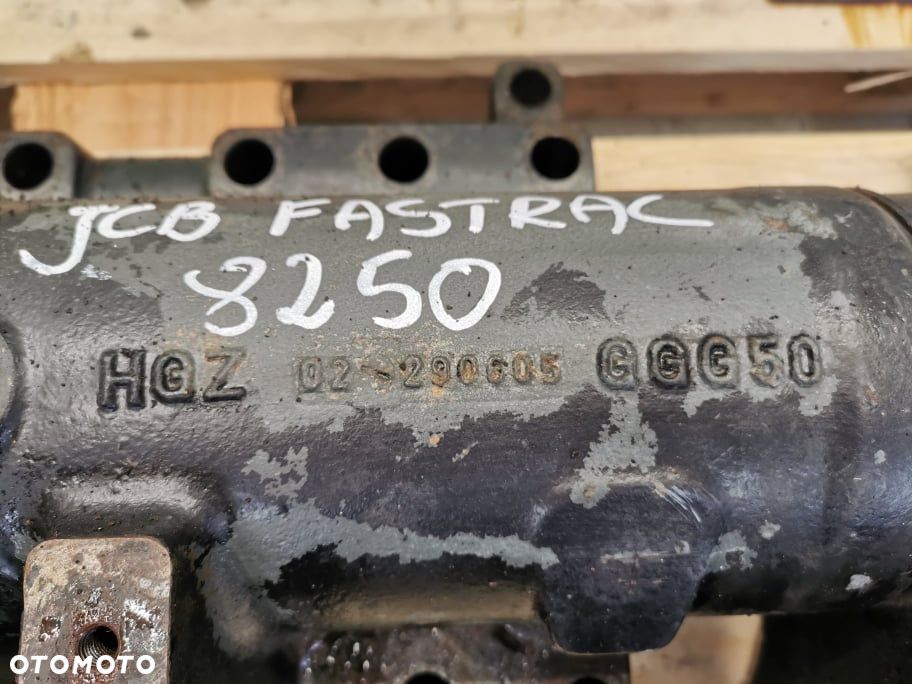 JCB FASTRAC
8250
HGZ 02-290605 GGG50
OTOMOTO